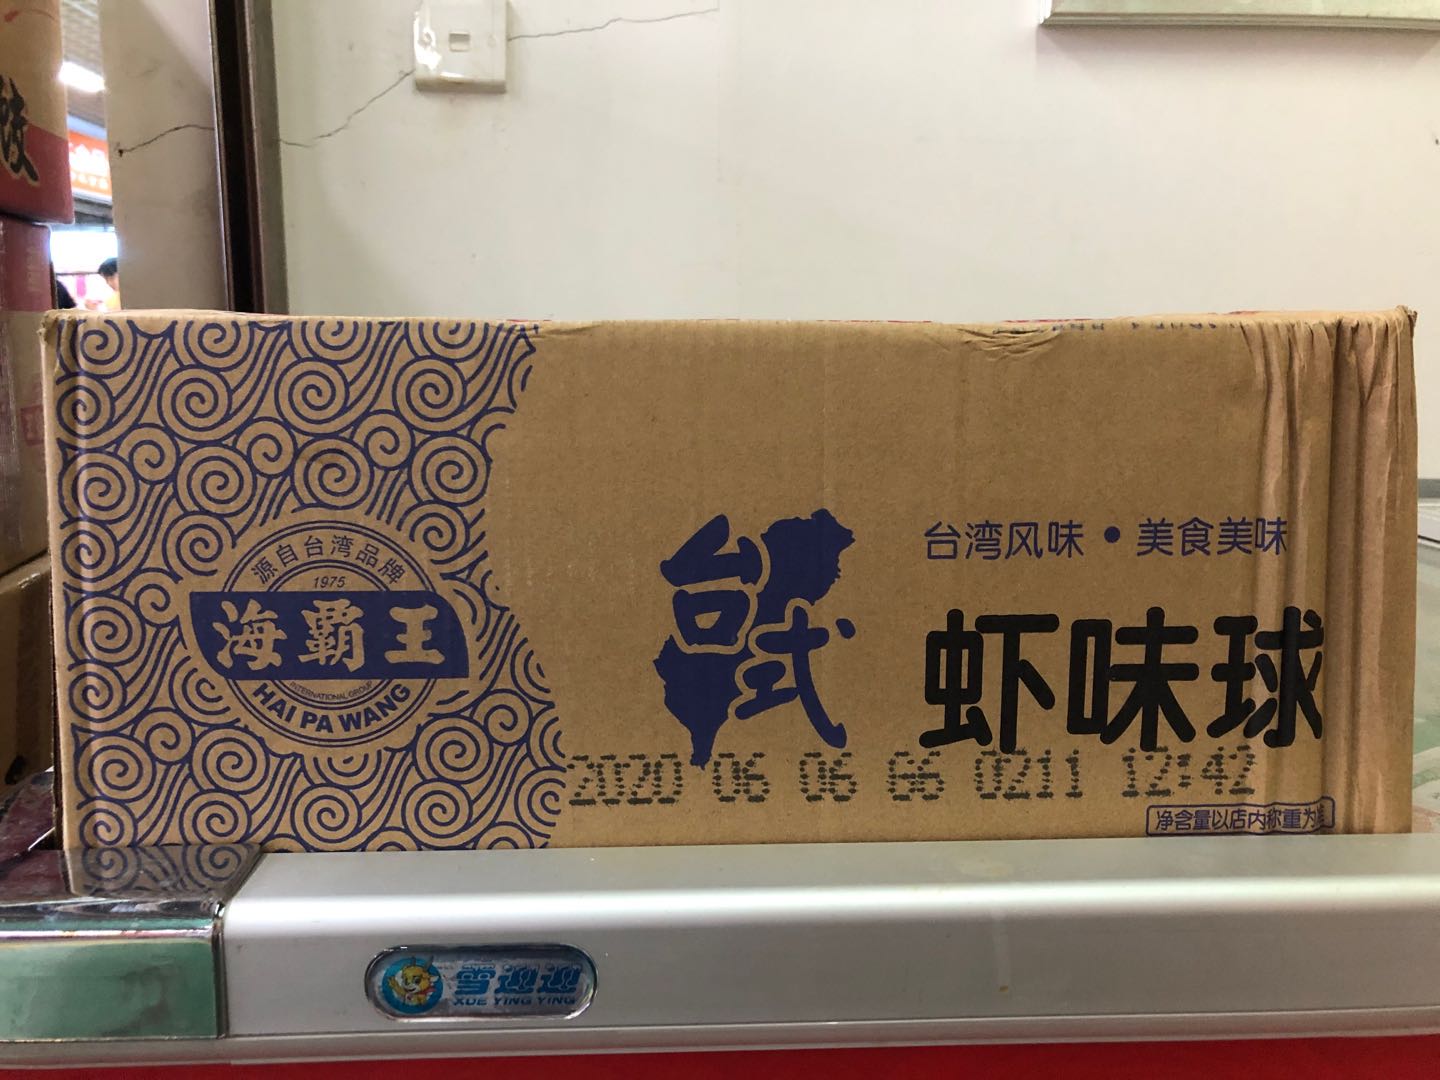 源自台湾品牌
1975
海霸王
INTERNATIONAL GROUP
HAI PA WANG
台式
台湾风味·美食美味
虾味球
2020 06 06 66 0211 12:42
净含量以店内称重为准
雪迎迎
XUE YING YING